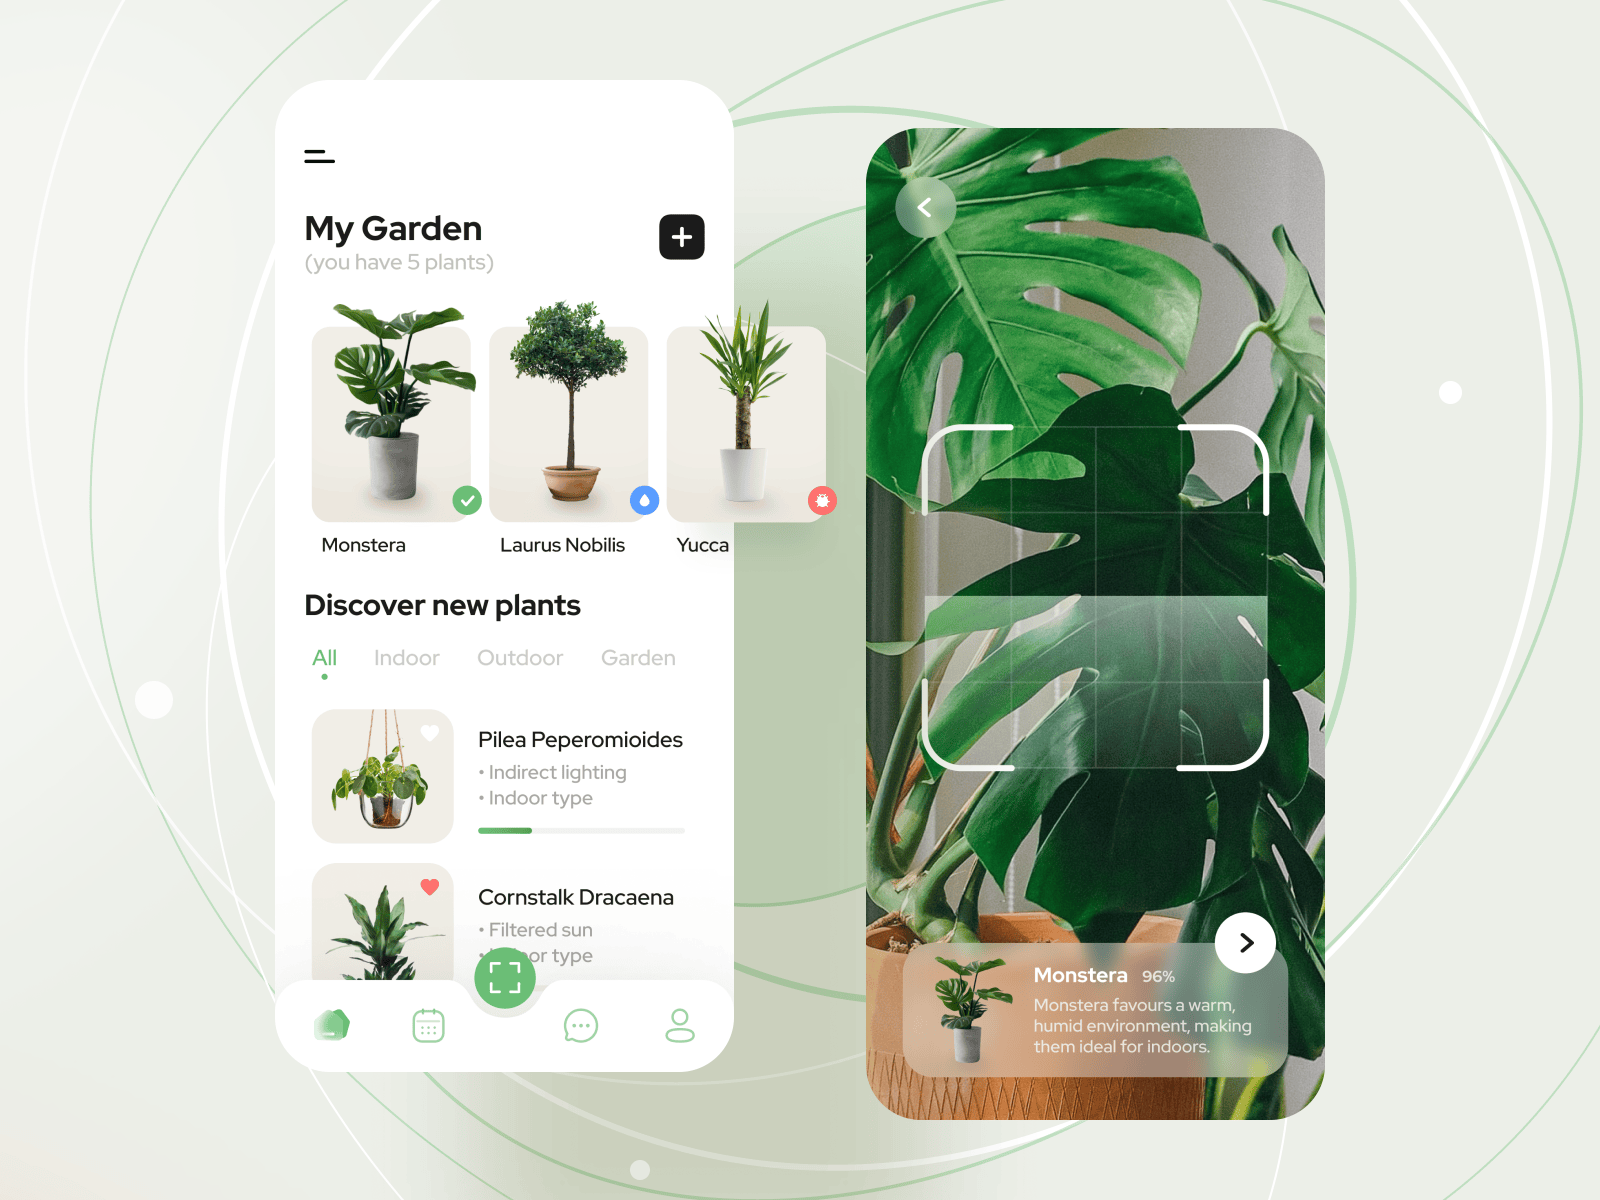 My Garden
(you have 5 plants)
Monstera
Laurus Nobilis
Yucca
Discover new plants
All
Indoor
Outdoor
Garden
Pilea Peperomioides
• Indirect lighting
• Indoor type
Cornstalk Dracaena
• Filtered sun
or type
Monstera 96%
Monstera favours a warm,
humid environment, making
them ideal for indoors.